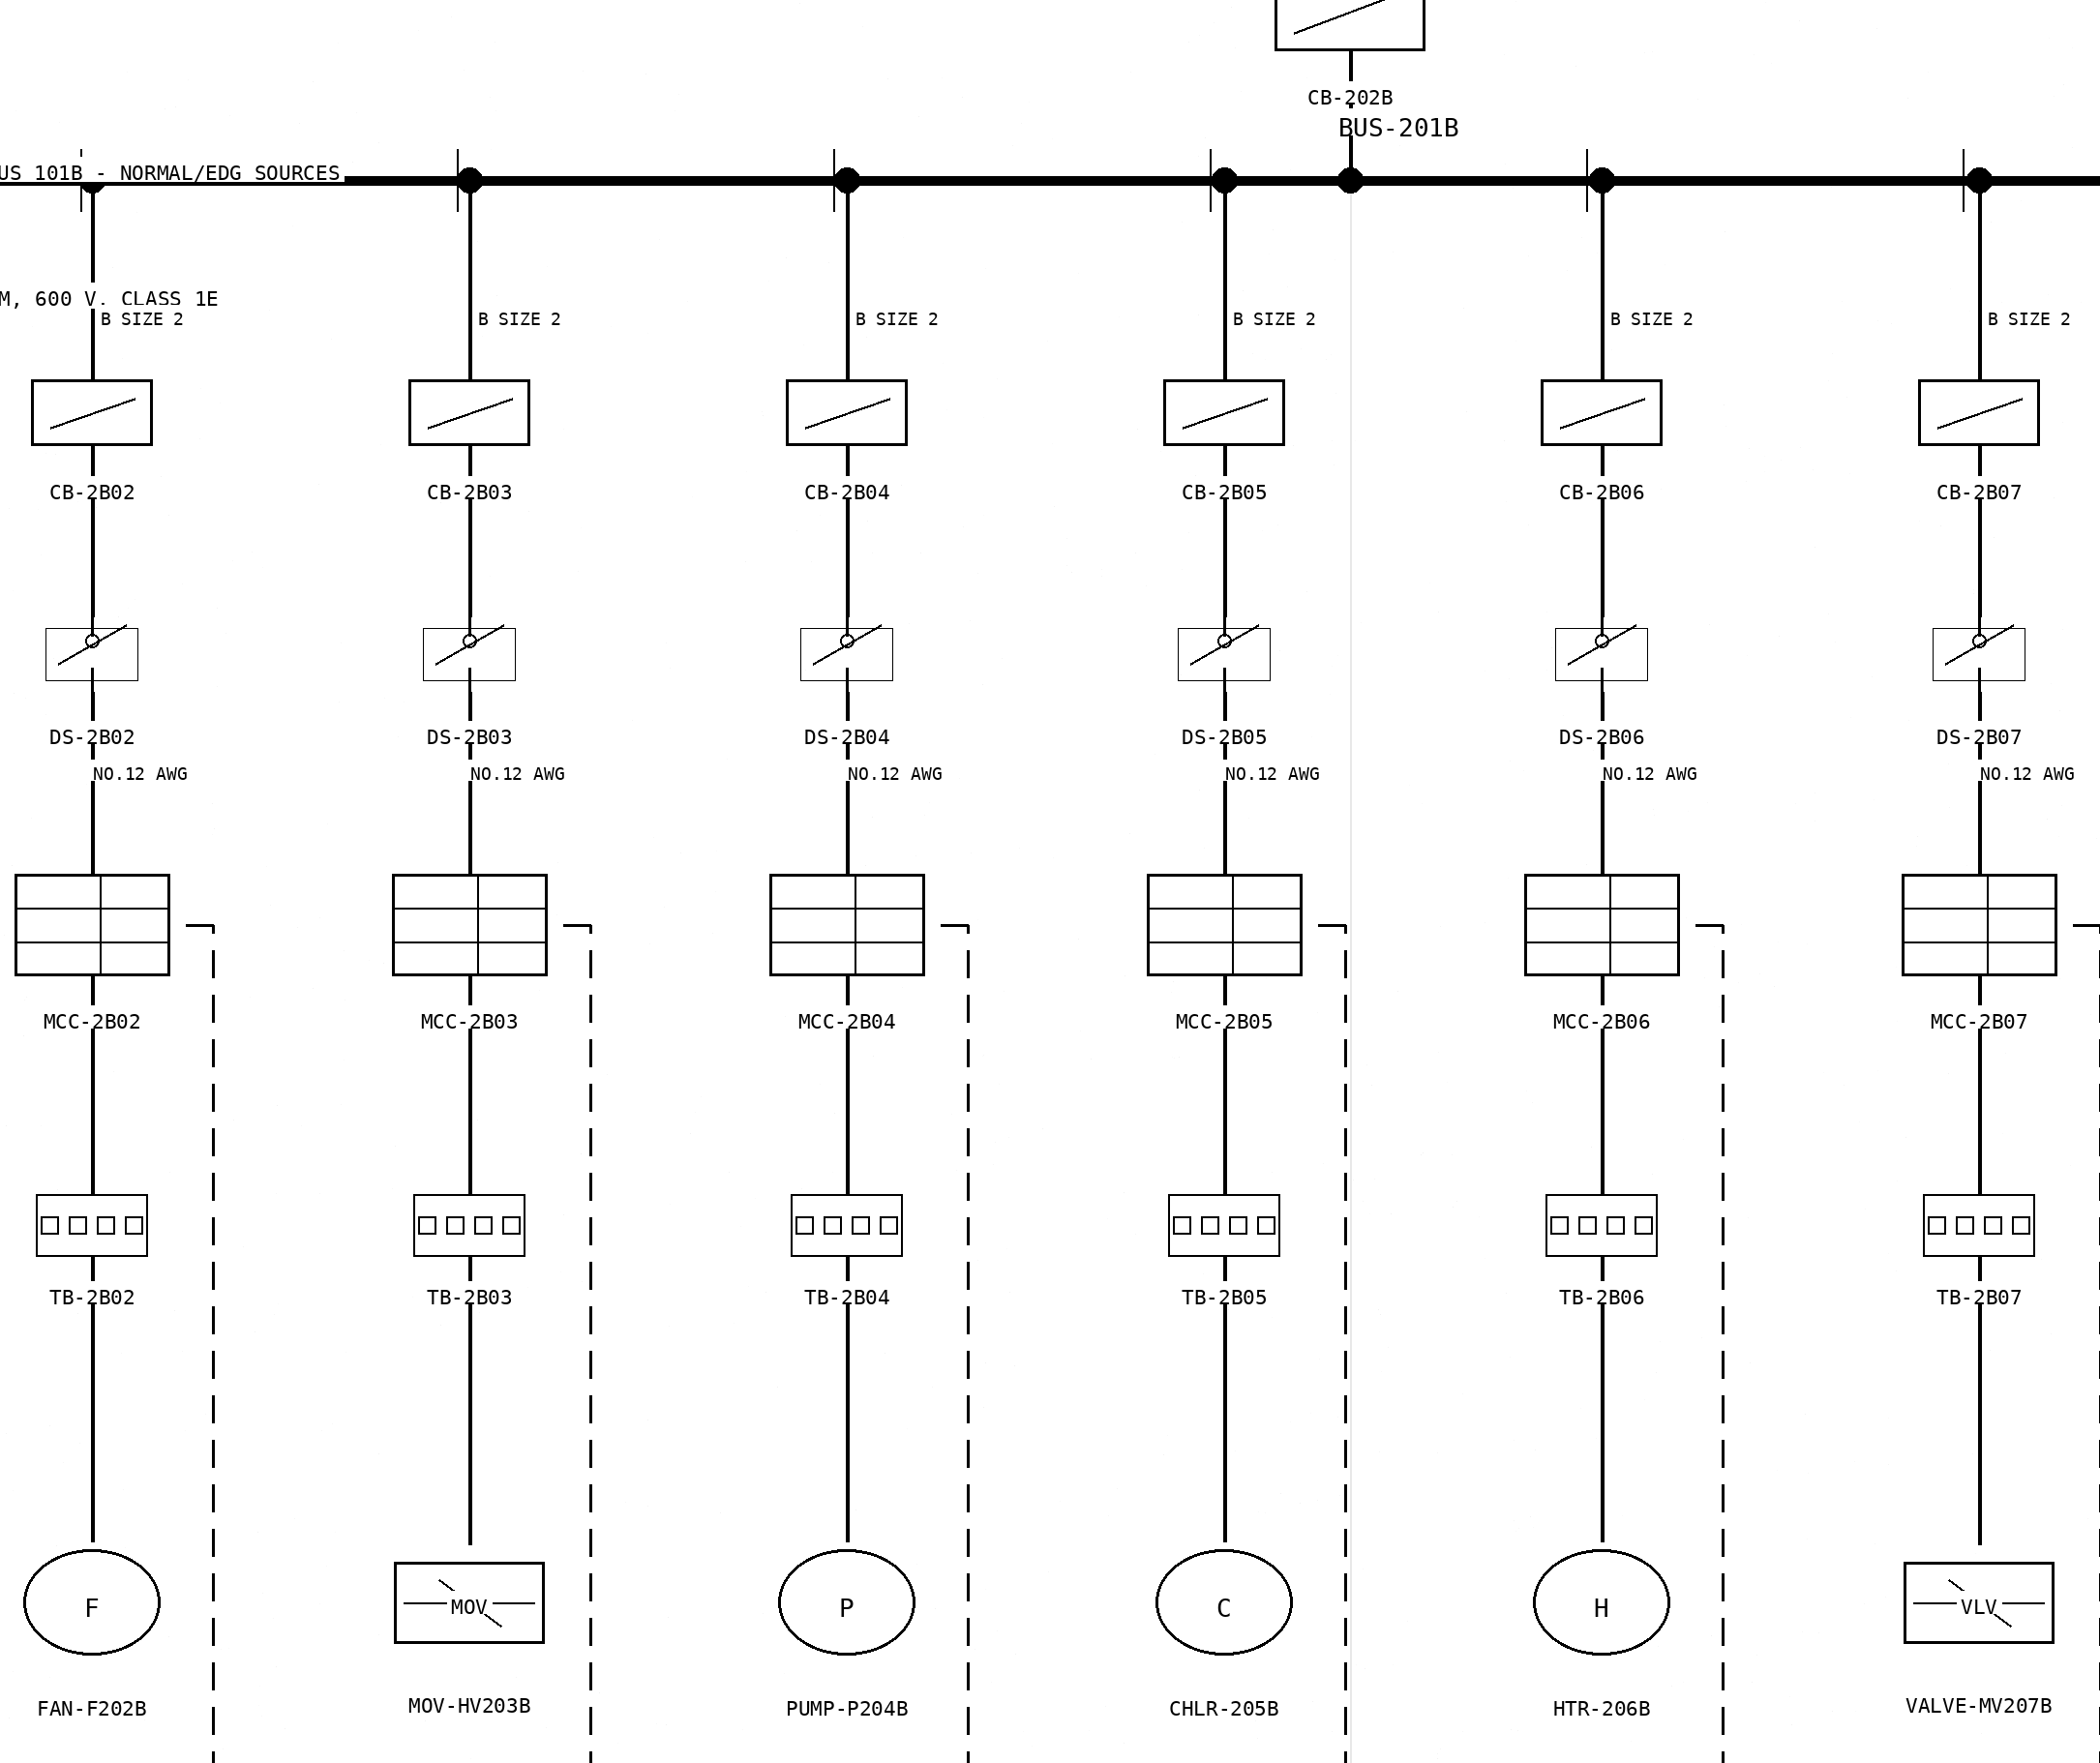 CB-202B
BUS-201B
US 101B - NORMAL/EDG SOURCES
M, 600 V. CLASS 1E
B SIZE 2
B SIZE 2
B SIZE 2
B SIZE 2
B SIZE 2
B SIZE 2
CB-2B02
CB-2B03
CB-2B04
CB-2B05
CB-2B06
CB-2B07
DS-2B02
DS-2B03
DS-2B04
DS-2B05
DS-2B06
DS-2B07
NO.12 AWG
NO.12 AWG
NO.12 AWG
NO.12 AWG
NO.12 AWG
NO.12 AWG
MCC-2B02
MCC-2B03
MCC-2B04
MCC-2B05
MCC-2B06
MCC-2B07
TB-2B02
TB-2B03
TB-2B04
TB-2B05
TB-2B06
TB-2B07
F
MOV
P
C
H
VLV
FAN-F202B
MOV-HV203B
PUMP-P204B
CHLR-205B
HTR-206B
VALVE-MV207B